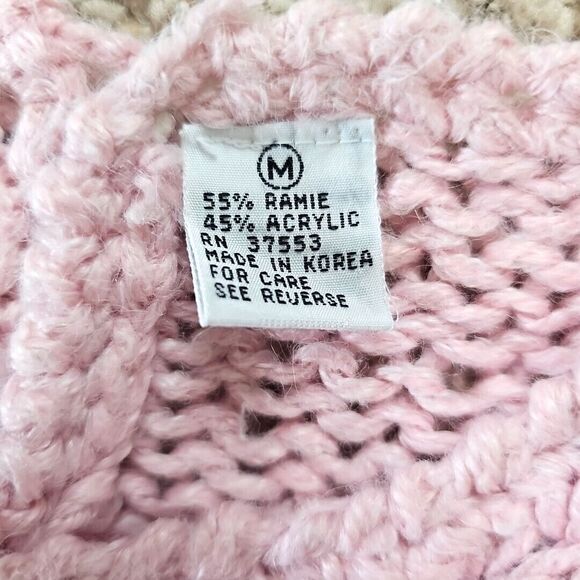 M
55% RAMIE
45% ACRYLIC
RN 37553
MADE IN KOREA
FOR CARE
SEE REVERSE